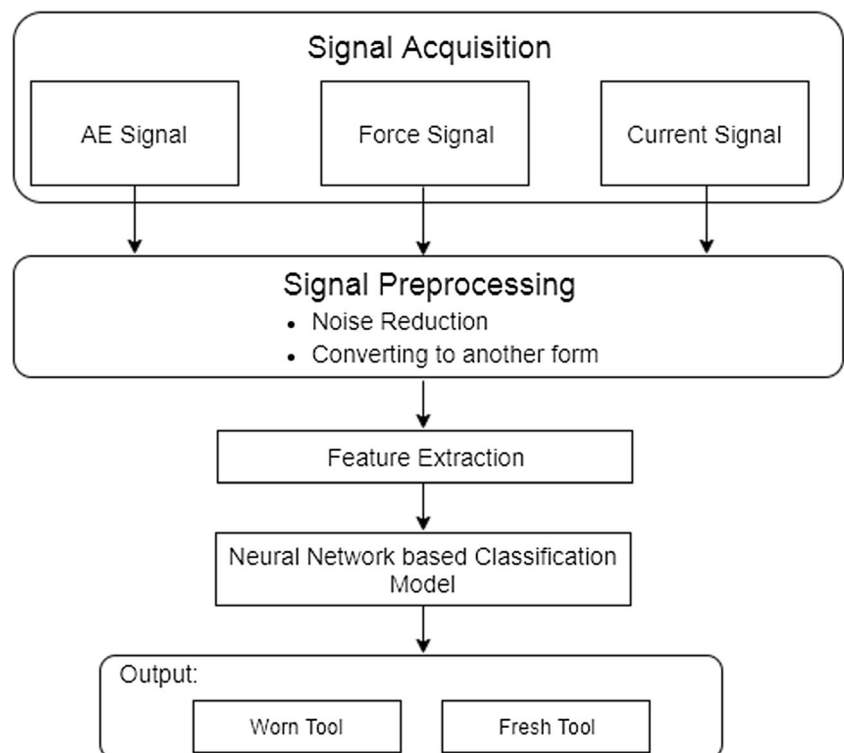 Signal Acquisition
AE Signal
Force Signal
Current Signal
Signal Preprocessing
• Noise Reduction
• Converting to another form
Feature Extraction
Neural Network based Classification
Model
Output:
Worn Tool
Fresh Tool